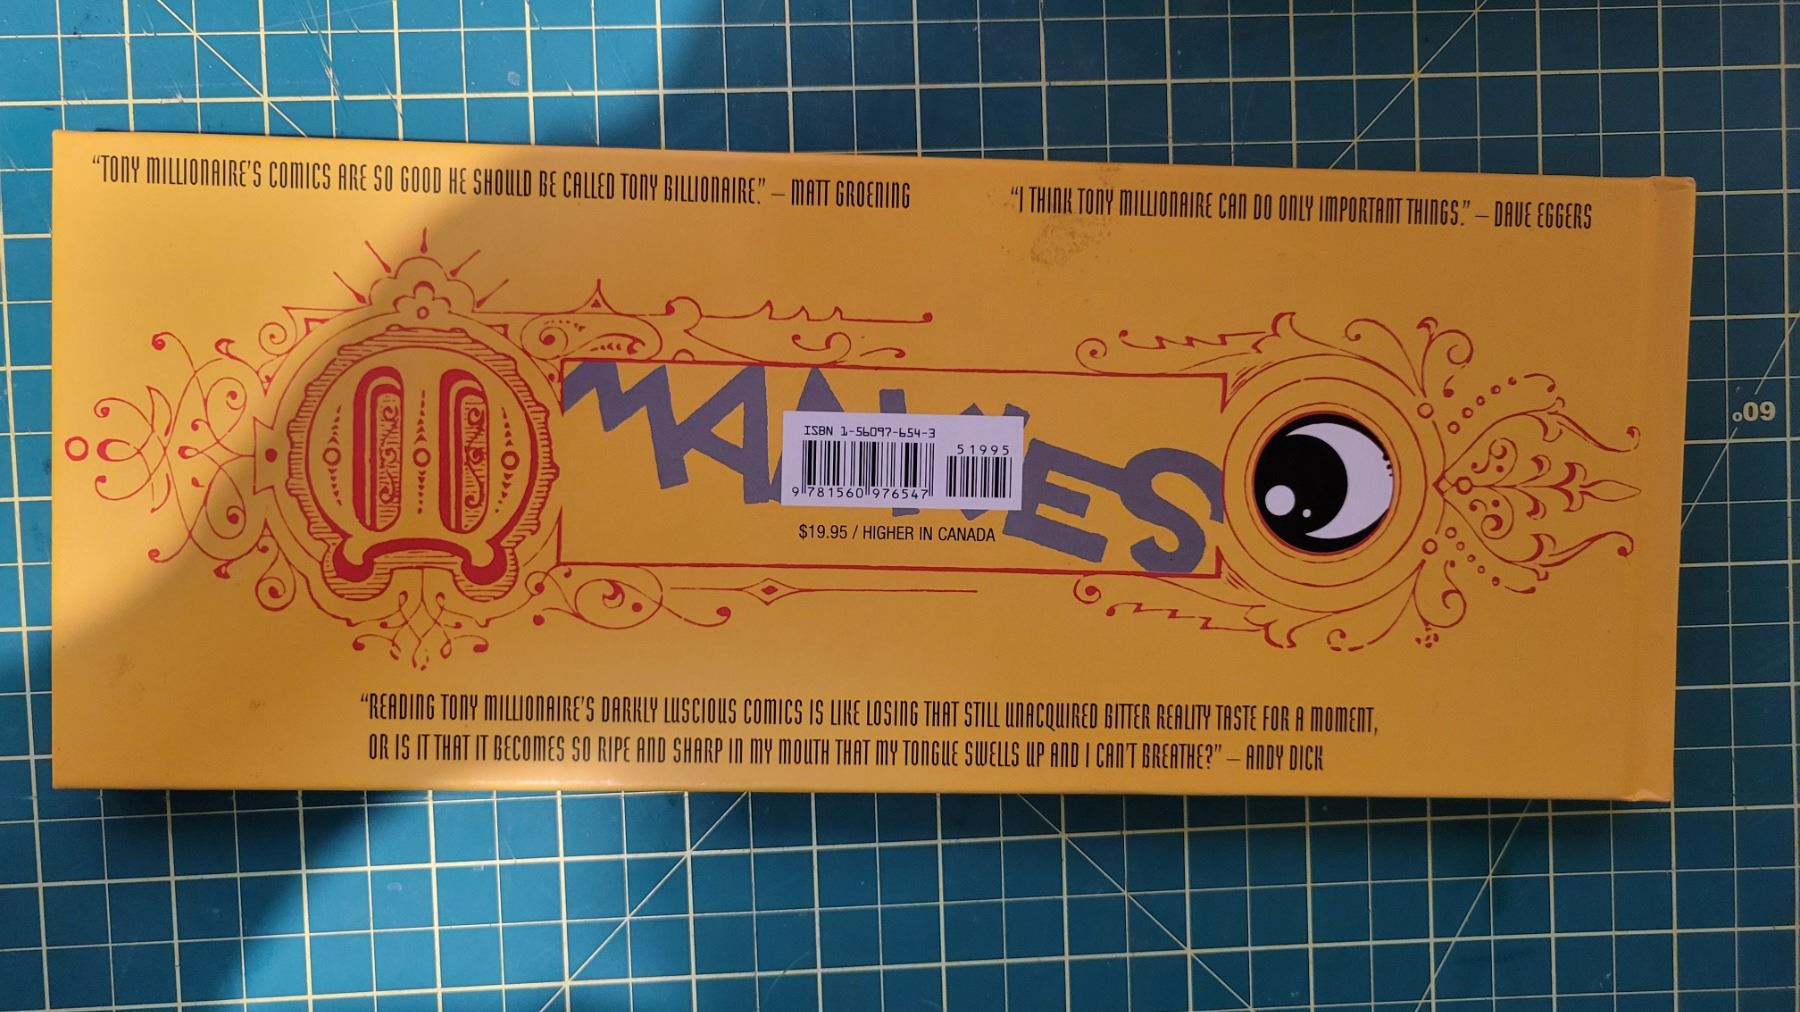 “TONY MILLIONAIRE’S COMICS ARE SO GOOD HE SHOULD BE CALLED TONY BILLIONAIRE.” – MATT GROENING
“I THINK TONY MILLIONAIRE CAN DO ONLY IMPORTANT THINGS.” – DAVE EGGERS
ISBN 1-56097-654-3
51995
9 781560 976547
$19.95 / HIGHER IN CANADA
60°
“READING TONY MILLIONAIRE’S DARKLY LUSCIOUS COMICS IS LIKE LOSING THAT STILL UNACQUIRED BITTER REALITY TASTE FOR A MOMENT,
OR IS IT THAT IT BECOMES SO RIPE AND SHARP IN MY MOUTH THAT MY TONGUE SWELLS UP AND I CAN’T BREATHE?” – ANDY DICK